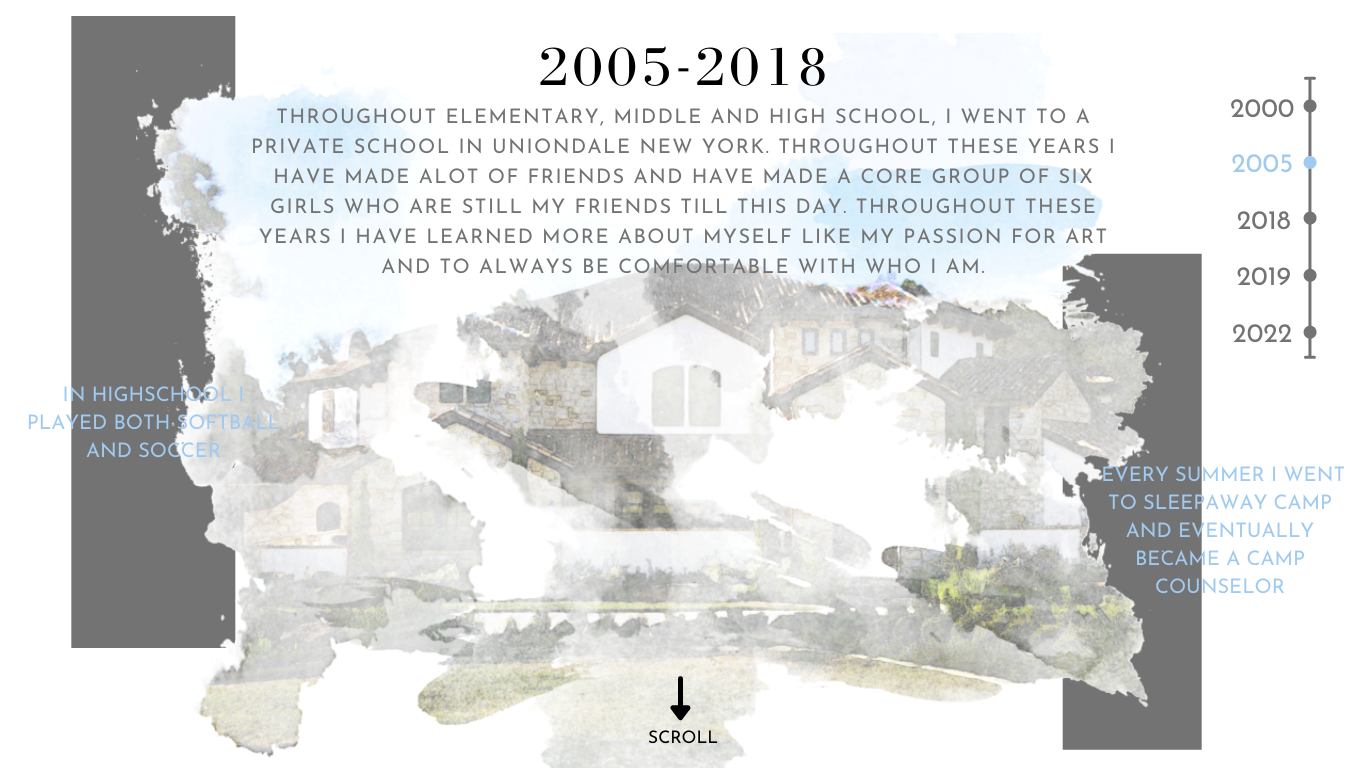 2005-2018
THROUGHOUT ELEMENTARY, MIDDLE AND HIGH SCHOOL, I WENT TO A
PRIVATE SCHOOL IN UNIONDALE NEW YORK. THROUGHOUT THESE YEARS I
HAVE MADE ALOT OF FRIENDS AND HAVE MADE A CORE GROUP OF SIX
GIRLS WHO ARE STILL MY FRIENDS TILL THIS DAY. THROUGHOUT THESE
YEARS I HAVE LEARNED MORE ABOUT MYSELF LIKE MY PASSION FOR ART
AND TO ALWAYS BE COMFORTABLE WITH WHO I AM.
2000
2005
2018
2019
2022
IN HIGHSCHOOL I
PLAYED BOTH SOFTBALL
AND SOCCER
EVERY SUMMER I WENT
TO SLEEPAWAY CAMP
AND EVENTUALLY
BECAME A CAMP
COUNSELOR
SCROLL